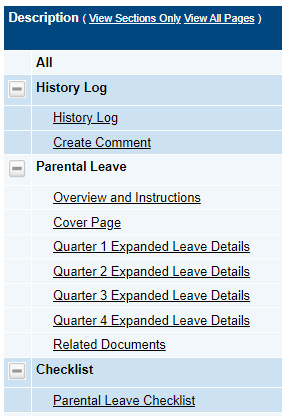 Description ( View Sections Only View All Pages )
All
History Log
History Log
Create Comment
Parental Leave
Overview and Instructions
Cover Page
Quarter 1 Expanded Leave Details
Quarter 2 Expanded Leave Details
Quarter 3 Expanded Leave Details
Quarter 4 Expanded Leave Details
Related Documents
Checklist
Parental Leave Checklist